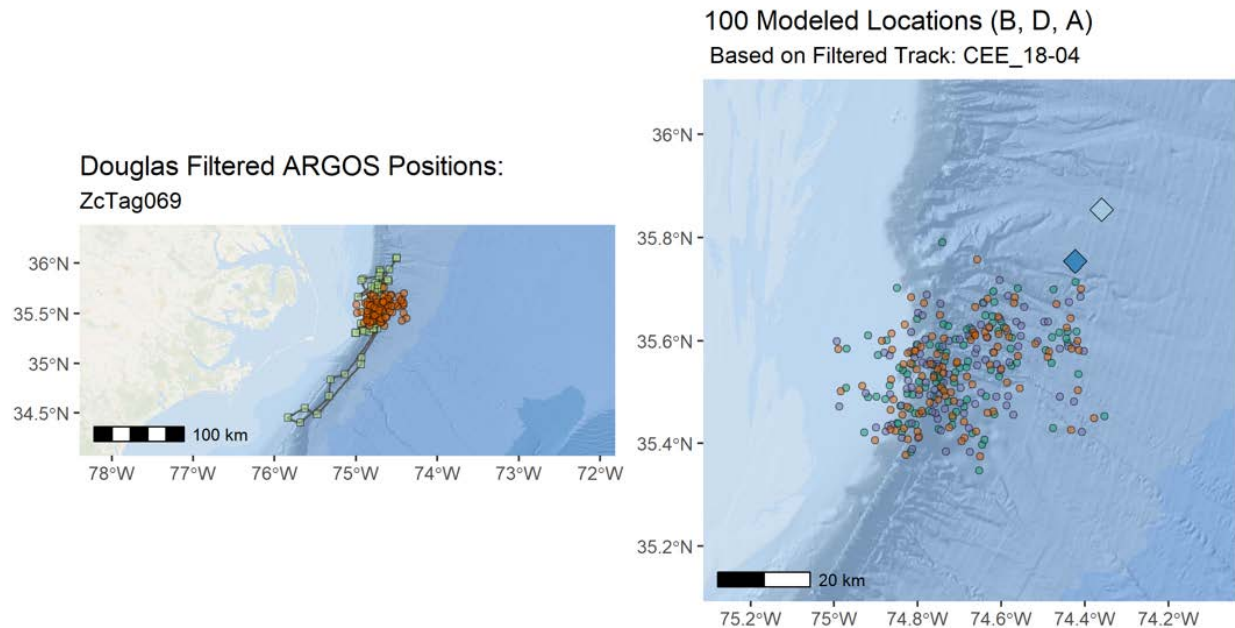 Douglas Filtered ARGOS Positions:
ZcTag069
36°N
35.5°N
35°N
34.5°N
100 km
78°W 77°W 76°W 75°W 74°W 73°W 72°W
100 Modeled Locations (B, D, A)
Based on Filtered Track: CEE_18-04
36°N
35.8°N
35.6°N
35.4°N
35.2°N
20 km
75.2°W 75°W 74.8°W 74.6°W 74.4°W 74.2°W